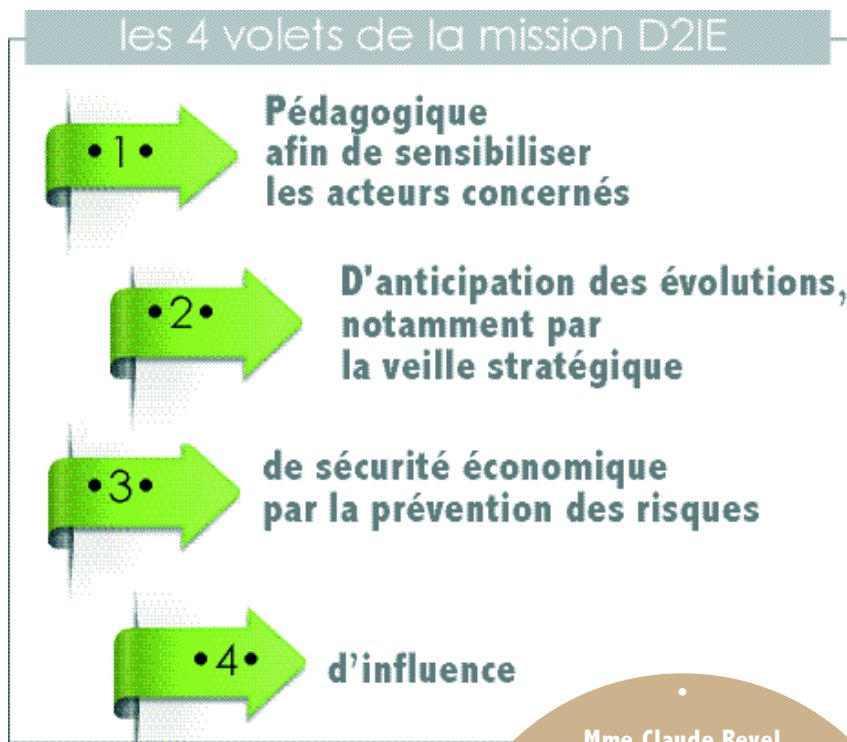 les 4 volets de la mission D2IE
•1•
Pédagogique
afin de sensibiliser
les acteurs concernés
•2•
D'anticipation des évolutions,
notamment par
la veille stratégique
•3•
de sécurité économique
par la prévention des risques
•4•
d'influence
Mme Claude Revel